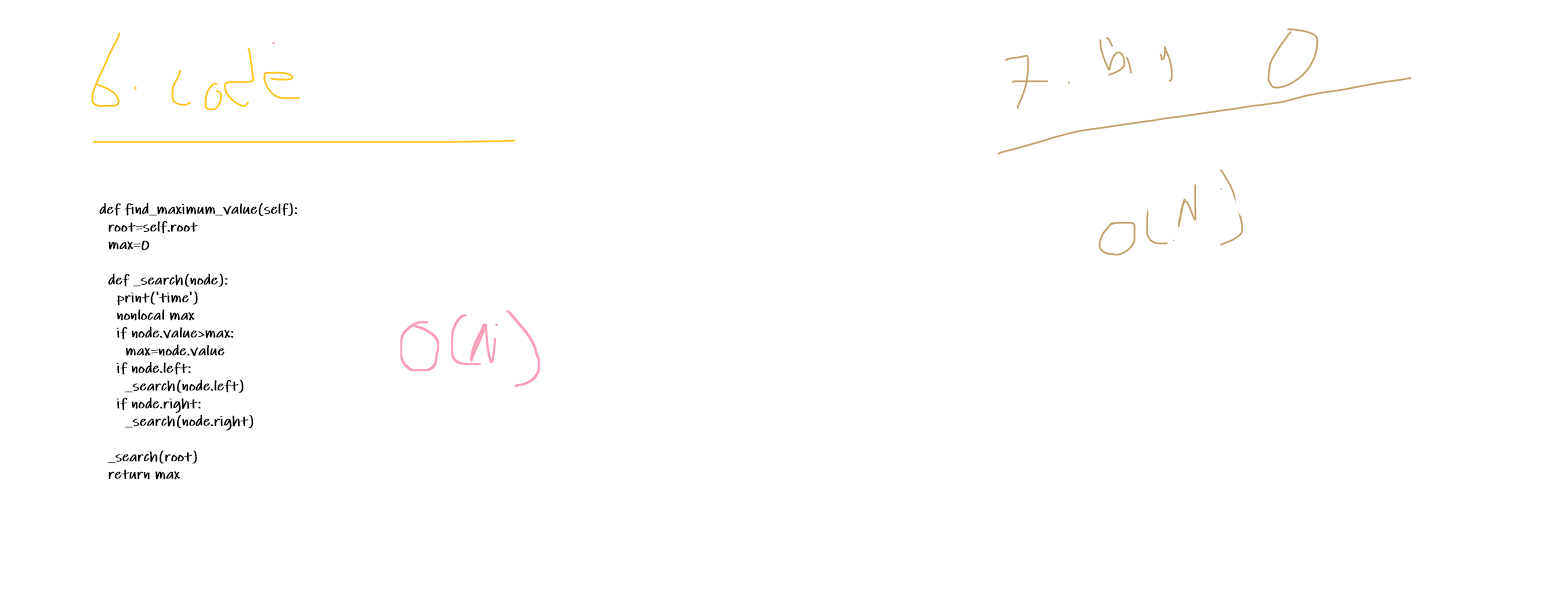 6. code
def find_maximum_value(self):
root=self.root
max=0
def _search(node):
print('time')
nonlocal max
if node.value>max:
max=node.value
if node.left:
_search(node.left)
if node.right:
_search(node.right)
_search(root)
return max
O(N)
7. big O
O(N)